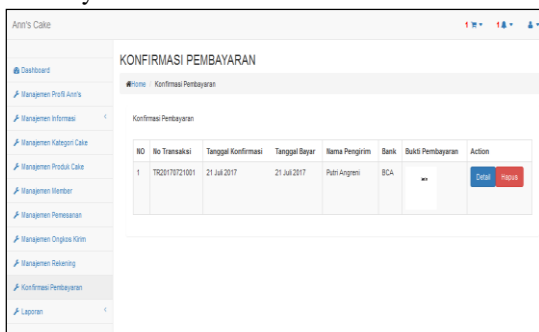 Ann's Cake
1
1
KONFIRMASI PEMBAYARAN
Home / Konfirmasi Pembayaran
Dashboard
Manajemen Profil Ann's
Manajemen Informasi
Manajemen Kategori Cake
Manajemen Produk Cake
Manajemen Member
Manajemen Pemesanan
Manajemen Ongkos Kirim
Manajemen Rekening
Konfirmasi Pembayaran
Laporan
Konfirmasi Pembayaran
NO No Transaksi Tanggal Konfirmasi Tanggal Bayar Nama Pengirim Bank Bukti Pembayaran Action
1 TR20170721001 21 Juli 2017 21 Juli 2017 Putri Angreni BCA Detail Hapus